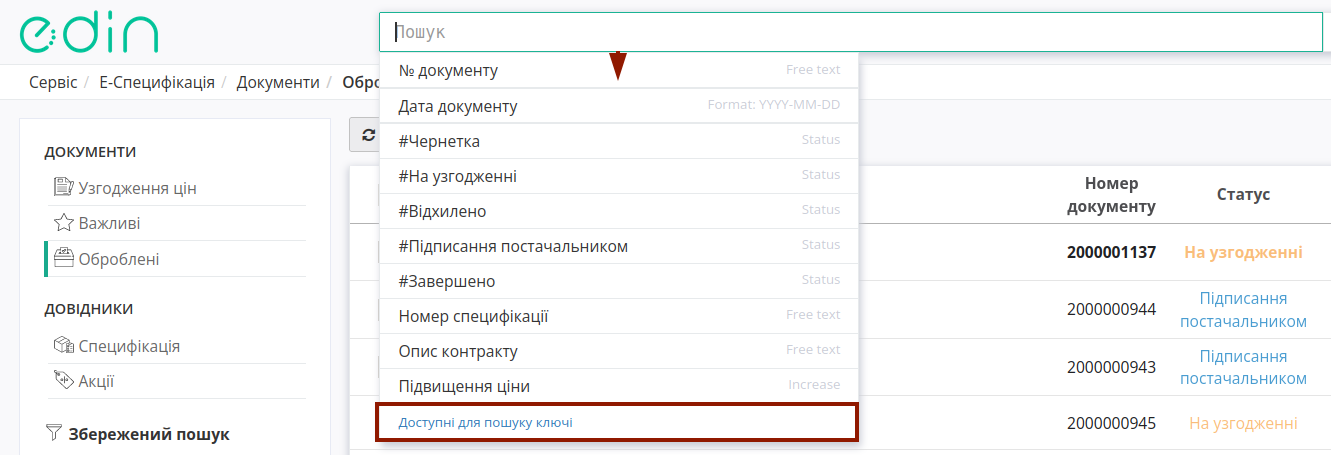 edin
Пошук
Сервіс / Е-Специфікація / Документи / Обро
№ документу Free text
Дата документу Format: YYYY-MM-DD
#Чернетка Status
#На узгодженні Status
#Відхилено Status
#Підписання постачальником Status
#Завершено Status
Номер специфікації Free text
Опис контракту Free text
Підвищення ціни Increase
Доступні для пошуку ключі
ДОКУМЕНТИ
Узгодження цін
Важливі
Оброблені
ДОВІДНИКИ
Специфікація
Акції
Збережений пошук
Номер
документу
Статус
2000001137 На узгодженні
2000000944 Підписання
постачальником
2000000943 Підписання
постачальником
2000000945 На узгодженні